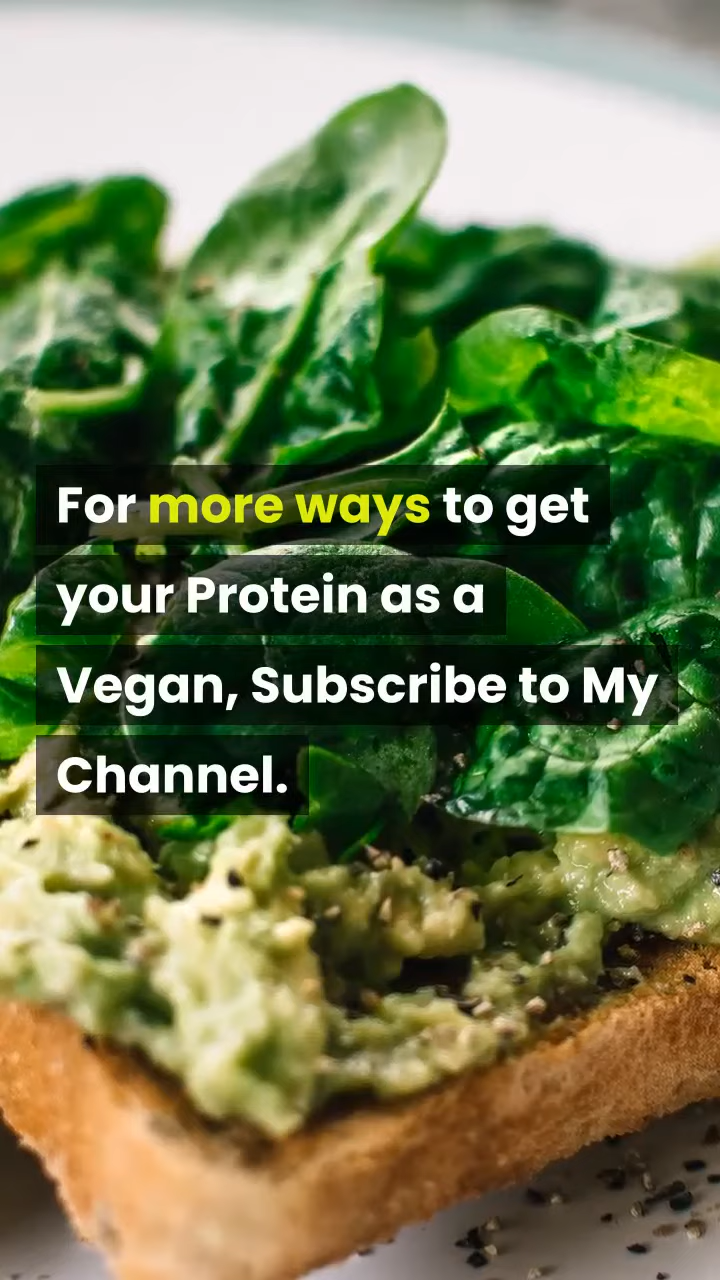 For more ways to get
your Protein as a
Vegan, Subscribe to My
Channel.